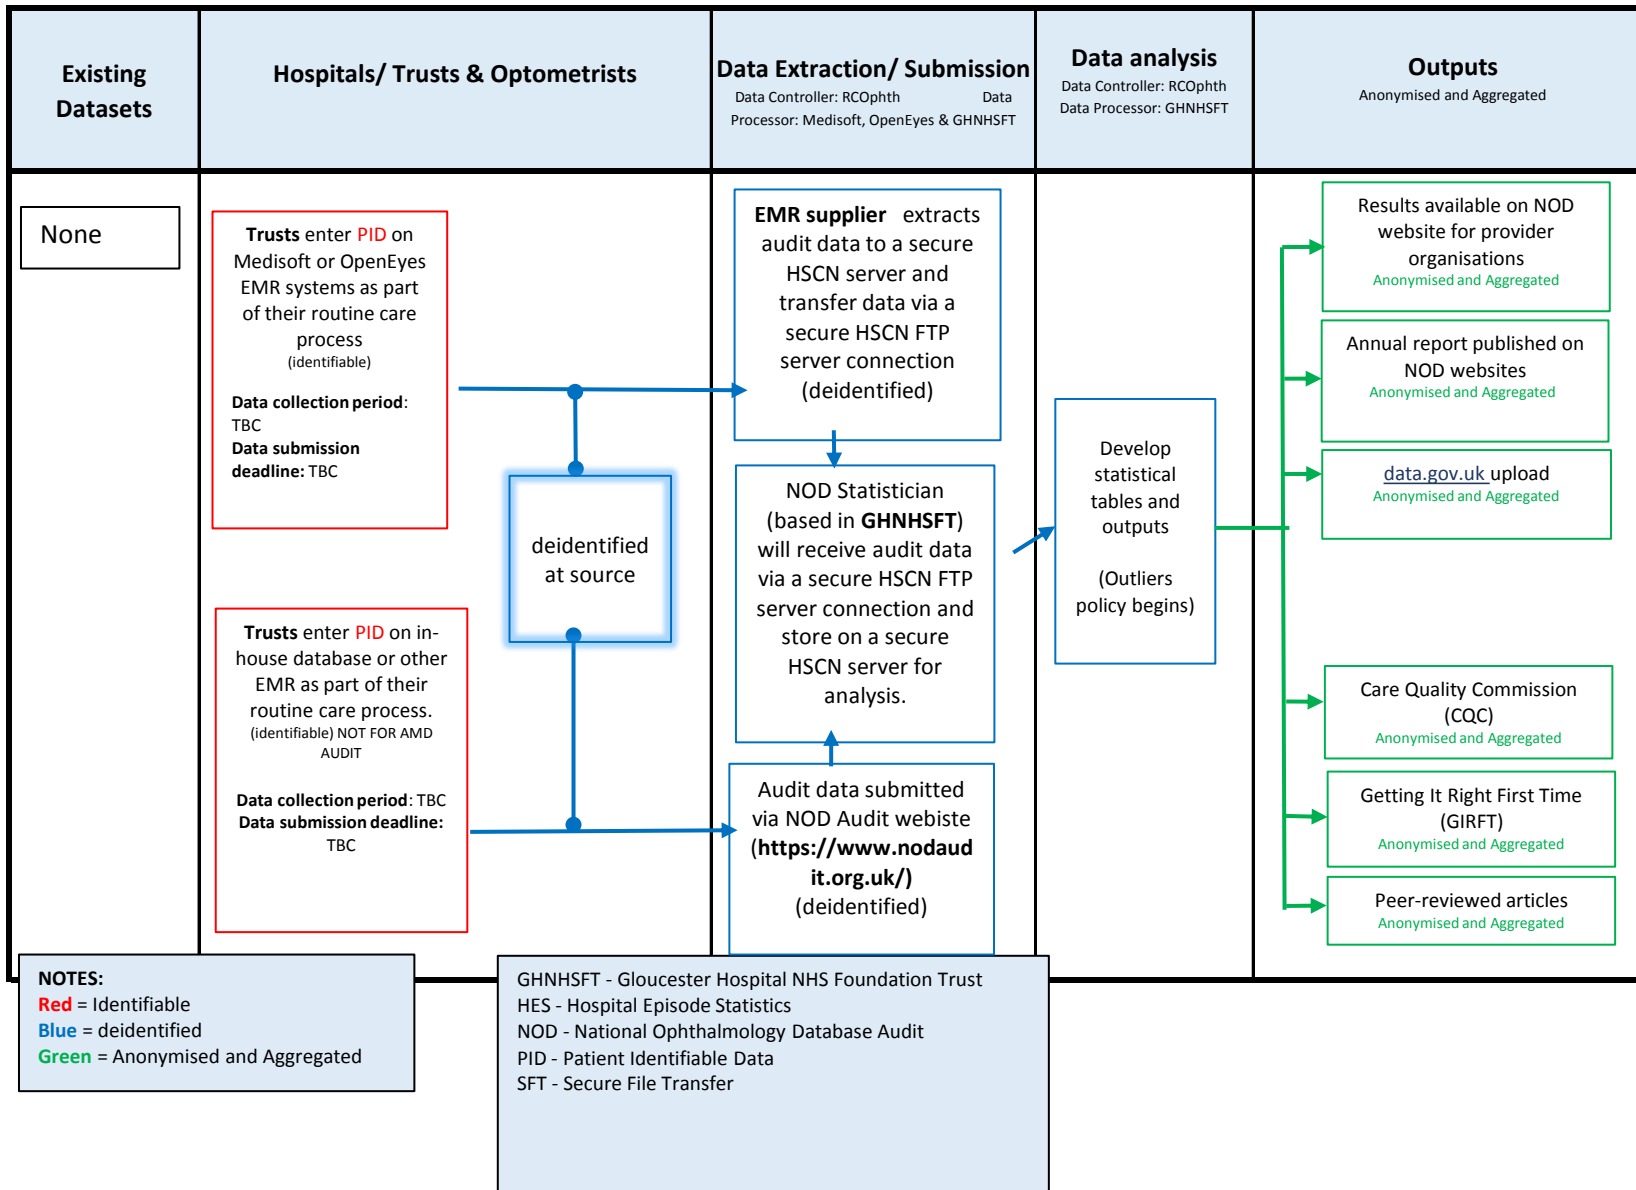 Existing
Datasets
Hospitals/ Trusts & Optometrists
Data Extraction/ Submission
Data Controller: RCOphth Data
Processor: Medisoft, OpenEyes & GHNHSFT
Data analysis
Data Controller: RCOphth
Data Processor: GHNHSFT
Outputs
Anonymised and Aggregated
None
Trusts enter PID on
Medisoft or OpenEyes
EMR systems as part
of their routine care
process
(identifiable)
Data collection period:
TBC
Data submission
deadline: TBC
deidentified
at source
Trusts enter PID on in-
house database or other
EMR as part of their
routine care process.
(identifiable) NOT FOR AMD
AUDIT
Data collection period: TBC
Data submission deadline:
TBC
EMR supplier extracts
audit data to a secure
HSCN server and
transfer data via a
secure HSCN FTP
server connection
(deidentified)
NOD Statistician
(based in GHNHSFT)
will receive audit data
via a secure HSCN FTP
server connection and
store on a secure
HSCN server for
analysis.
Audit data submitted
via NOD Audit webiste
(https://www.nodaud
it.org.uk/)
(deidentified)
Develop
statistical
tables and
outputs
(Outliers
policy begins)
Results available on NOD
website for provider
organisations
Anonymised and Aggregated
Annual report published on
NOD websites
Anonymised and Aggregated
data.gov.uk upload
Anonymised and Aggregated
Care Quality Commission
(CQC)
Anonymised and Aggregated
Getting It Right First Time
(GIRFT)
Anonymised and Aggregated
Peer-reviewed articles
Anonymised and Aggregated
NOTES:
Red = Identifiable
Blue = deidentified
Green = Anonymised and Aggregated
GHNHSFT - Gloucester Hospital NHS Foundation Trust
HES - Hospital Episode Statistics
NOD - National Ophthalmology Database Audit
PID - Patient Identifiable Data
SFT - Secure File Transfer